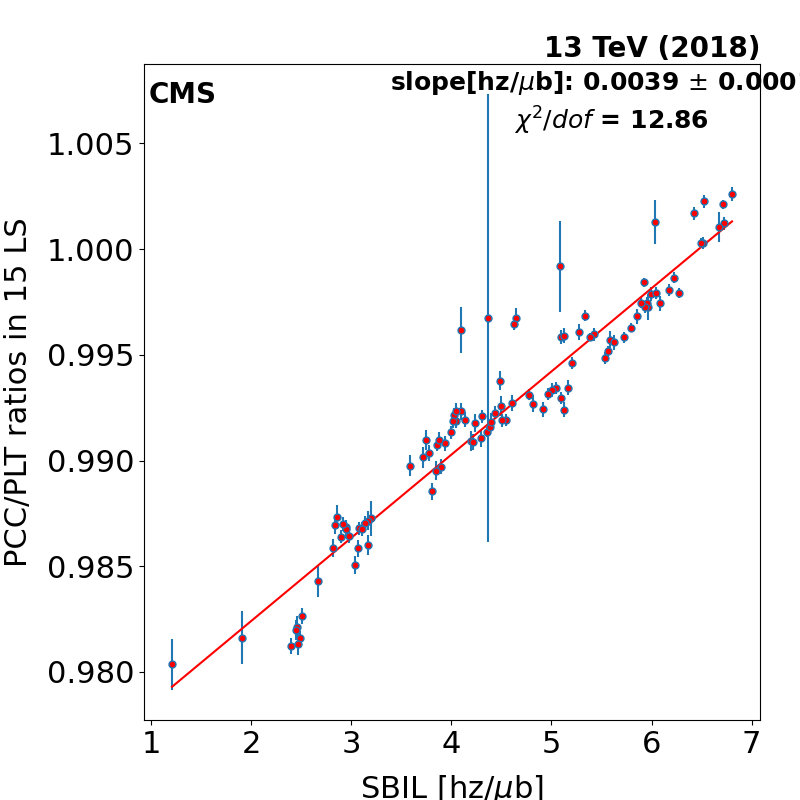 13 TeV (2018)
CMS
slope[hz/μb]: 0.0039 ± 0.000
χ²/dof = 12.86
PCC/PLT ratios in 15 LS
1.005
1.000
0.995
0.990
0.985
0.980
1 2 3 4 5 6 7
SBIL [hz/μb]